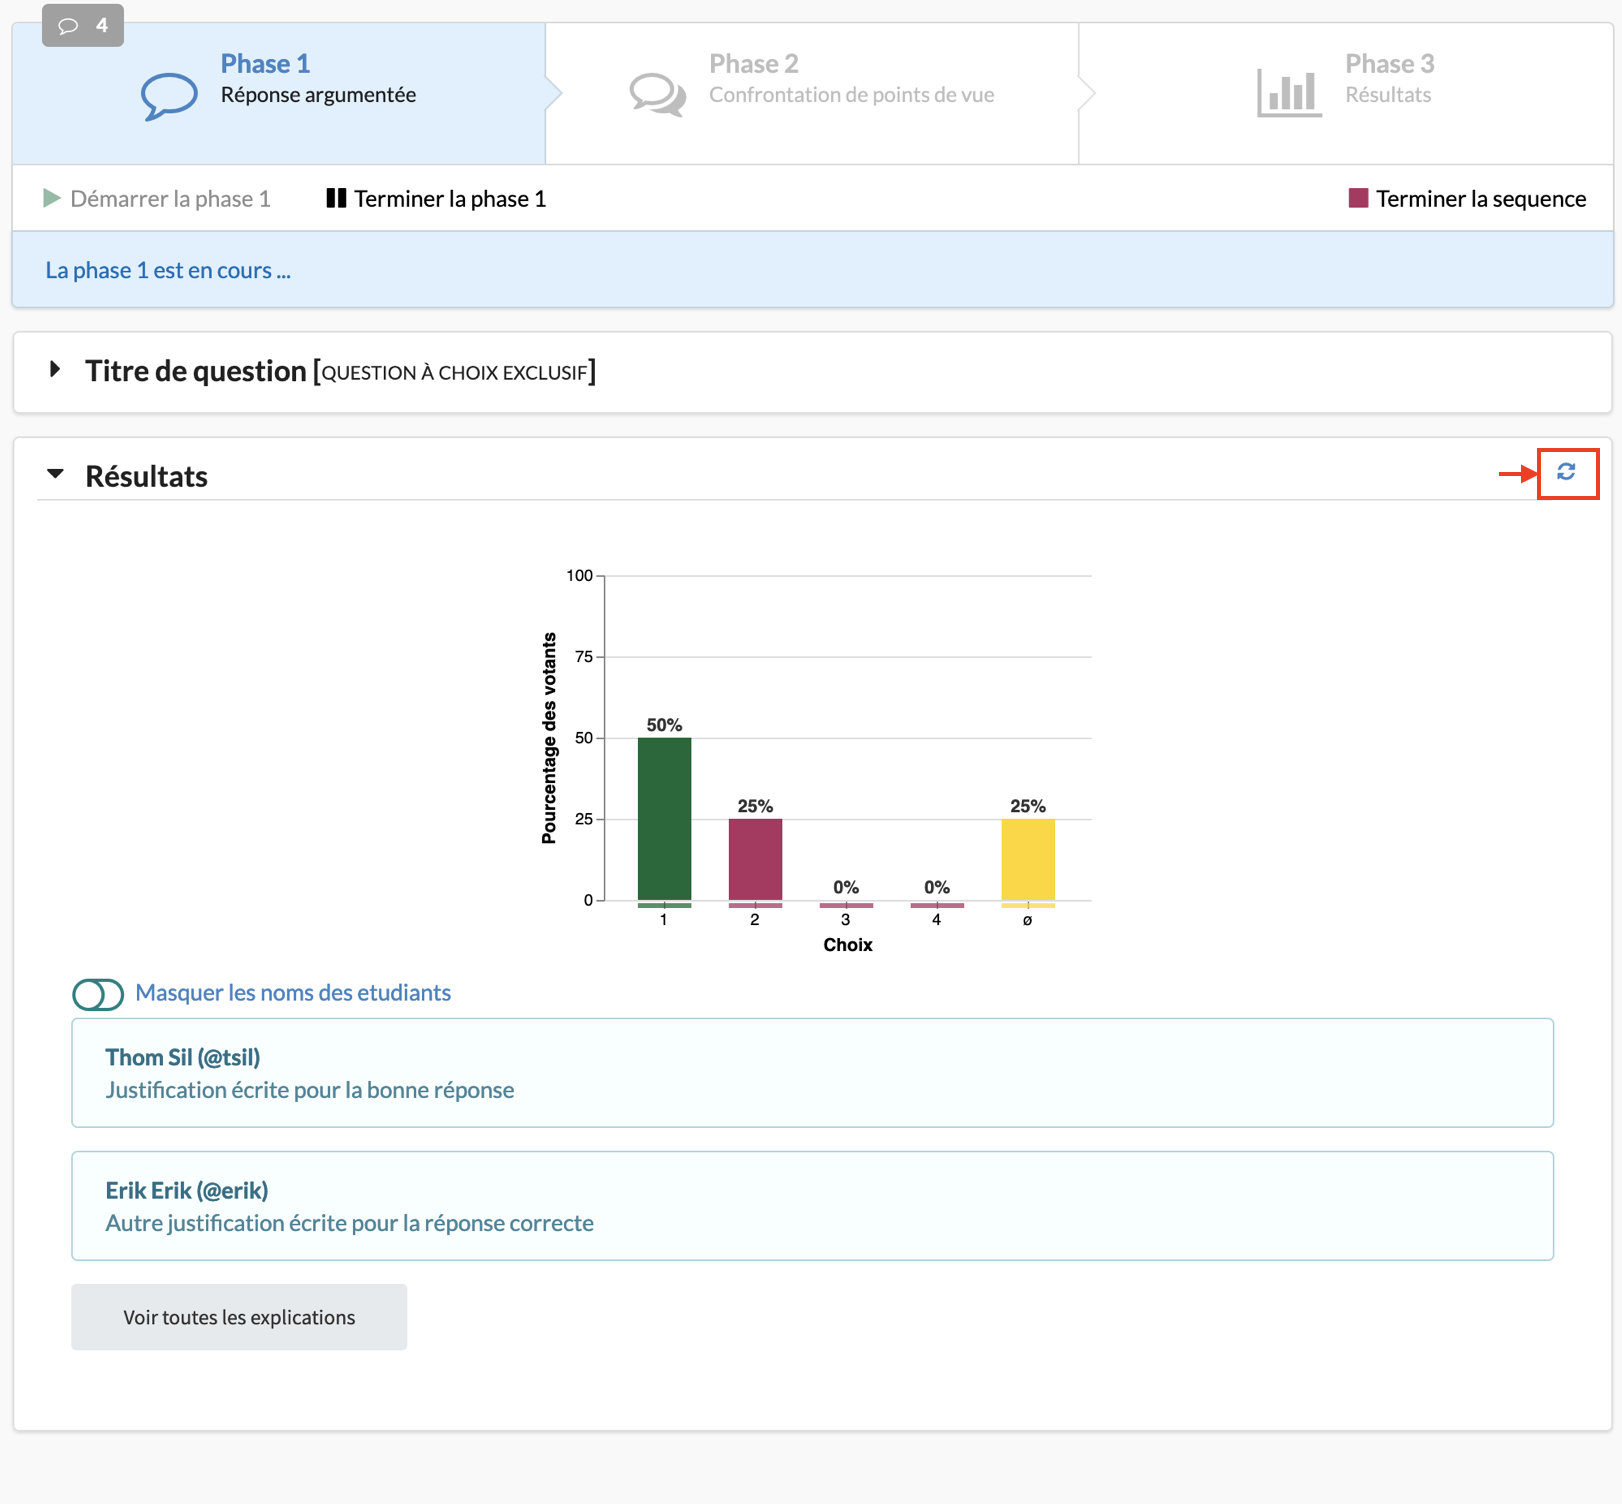 4
Phase 1
Réponse argumentée
Phase 2
Confrontation de points de vue
Phase 3
Résultats
Démarrer la phase 1
Terminer la phase 1
Terminer la sequence
La phase 1 est en cours ...
Titre de question [QUESTION À CHOIX EXCLUSIF]
Résultats
Pourcentage des votants
100
75
50
25
0
50%
25%
0%
0%
25%
1
2
3
4
ø
Choix
Masquer les noms des etudiants
Thom Sil (@tsil)
Justification écrite pour la bonne réponse
Erik Erik (@erik)
Autre justification écrite pour la réponse correcte
Voir toutes les explications